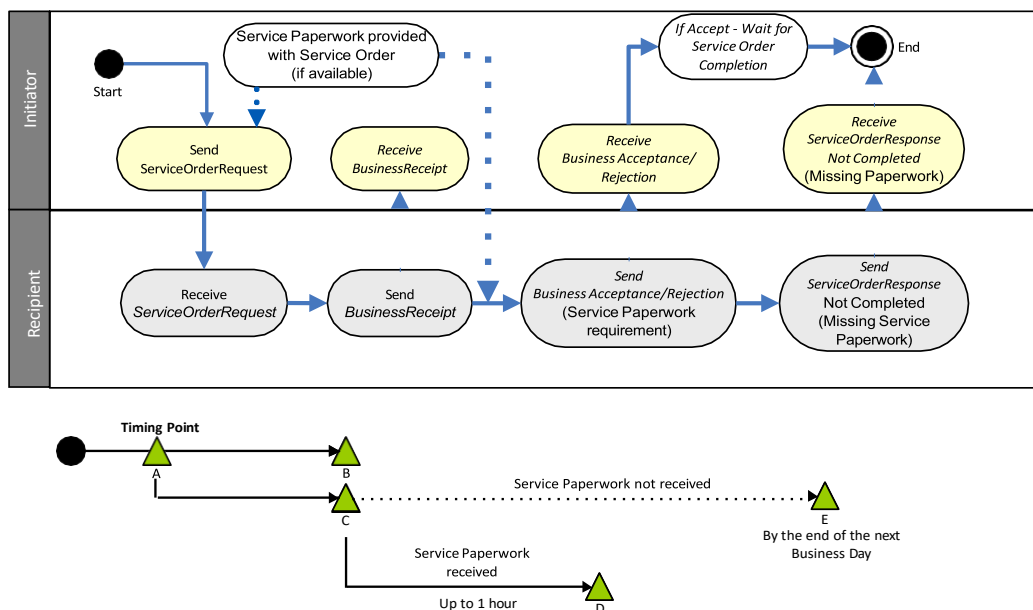 Initiator
Start
Service Paperwork provided
with Service Order
(if available)
If Accept - Wait for
Service Order
Completion
End
Send
ServiceOrderRequest
Receive
BusinessReceipt
Receive
Business Acceptance/
Rejection
Receive
ServiceOrderResponse
Not Completed
(Missing Paperwork)
Recipient
Receive
ServiceOrderRequest
Send
BusinessReceipt
Send
Business Acceptance/Rejection
(Service Paperwork
requirement)
Send
ServiceOrderResponse
Not Completed
(Missing Service
Paperwork)
Timing Point
A
B
C
Service Paperwork not received
E
By the end of the next
Business Day
Service Paperwork
received
Up to 1 hour
D